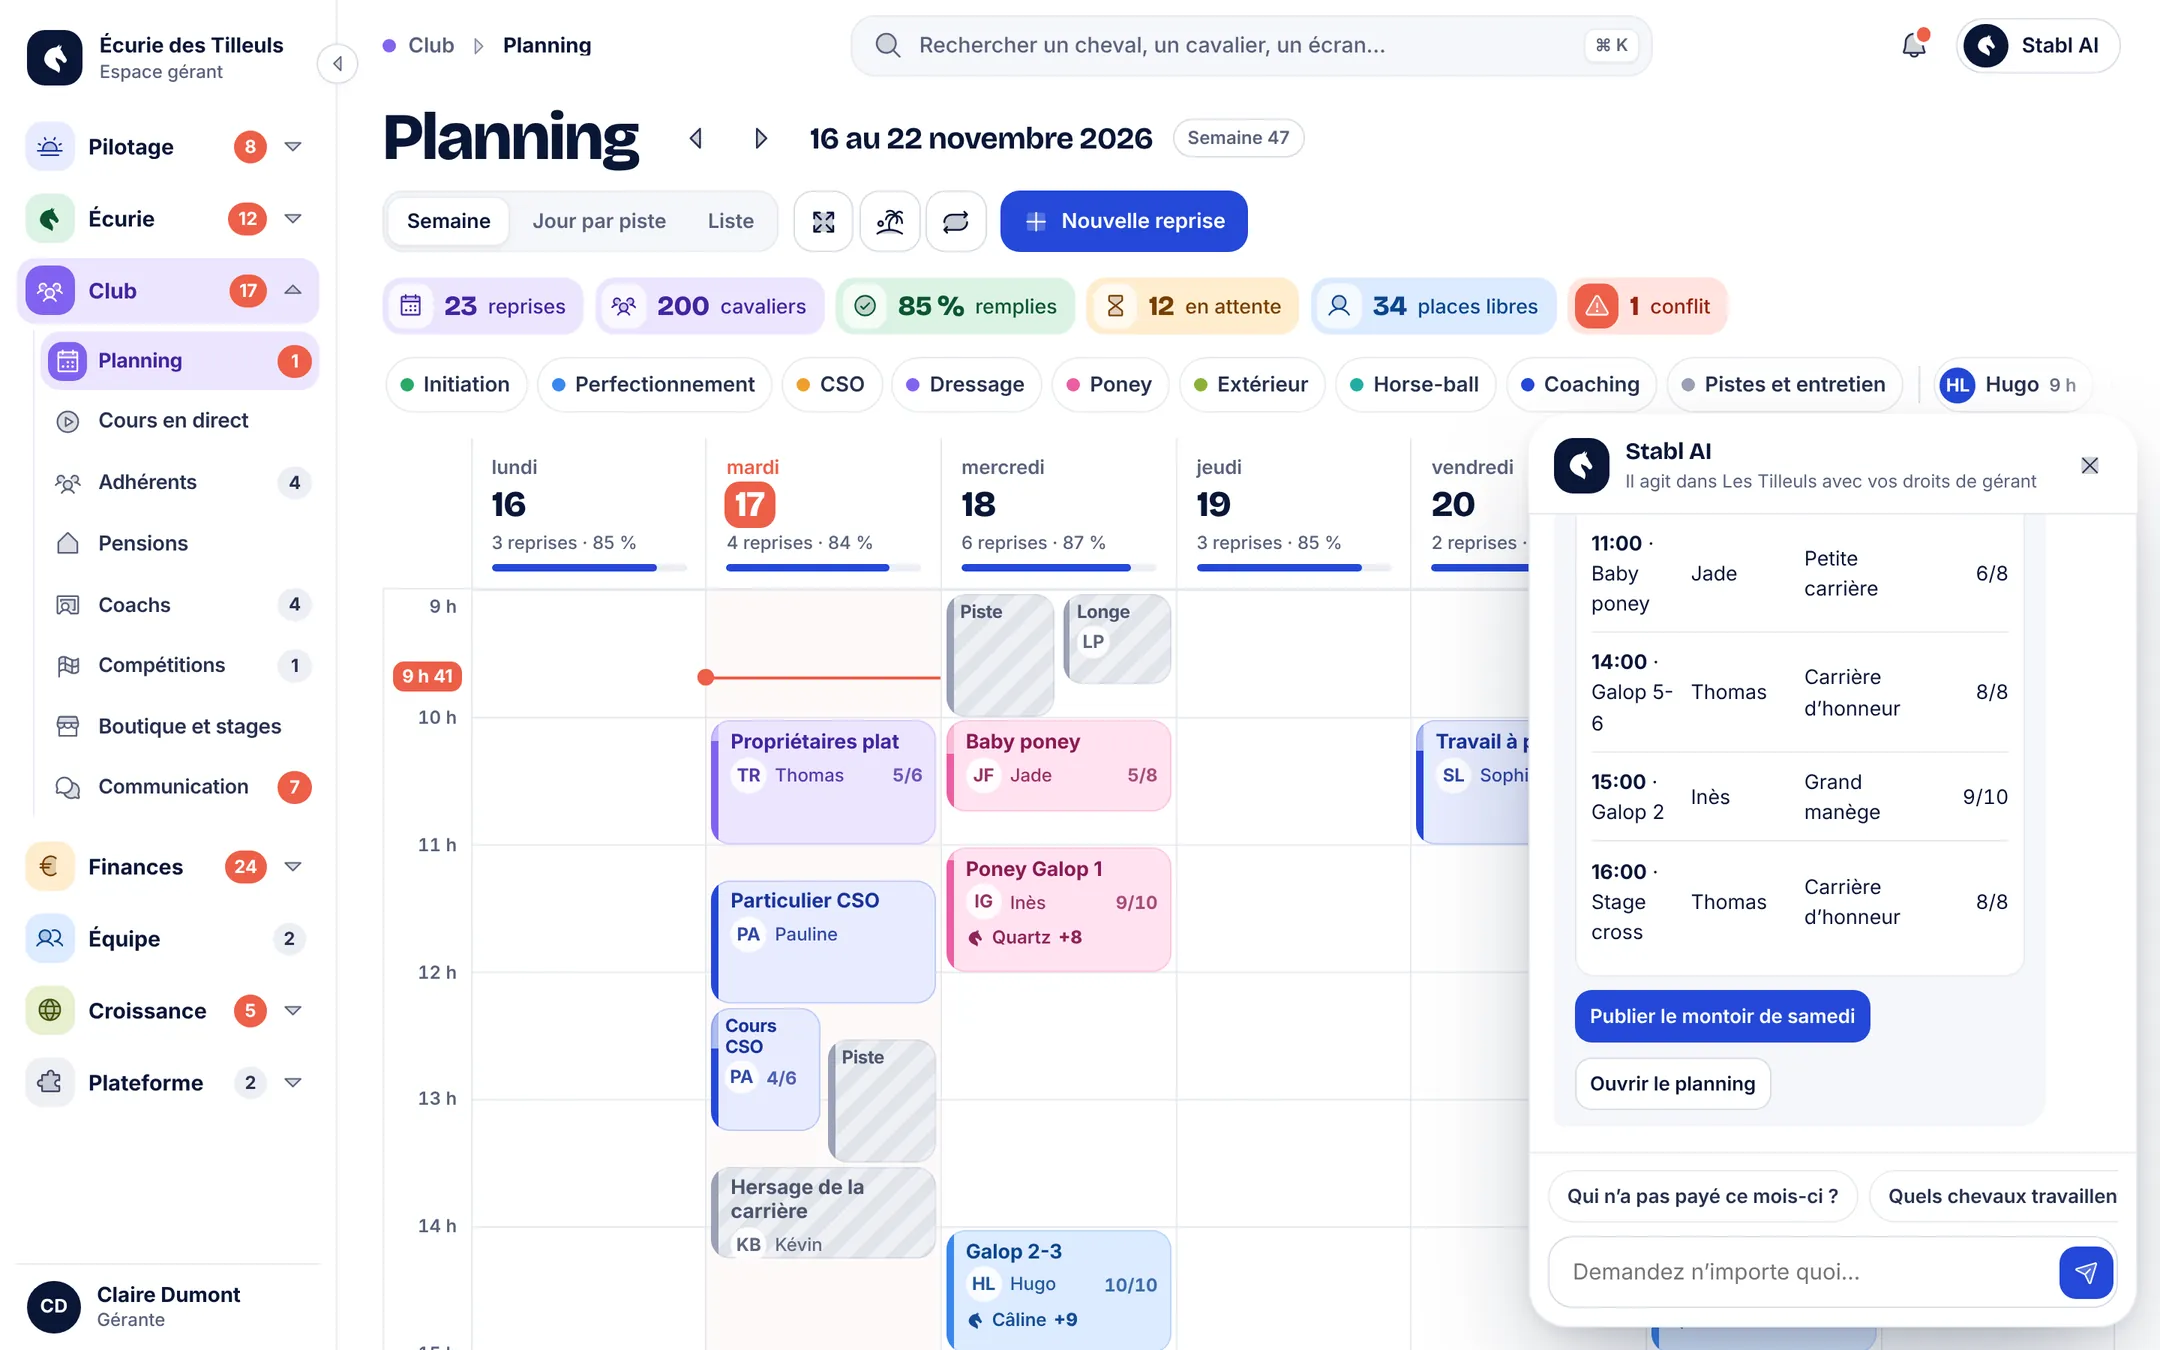 Écurie des Tilleuls
Espace gérant
Pilotage 8
Écurie 12
Club 17
Planning 1
Cours en direct
Adhérents 4
Pensions
Coachs 4
Compétitions 1
Boutique et stages
Communication 7
Finances 24
Équipe 2
Croissance 5
Plateforme 2
CD Claire Dumont
Gérante
Club Planning
Rechercher un cheval, un cavalier, un écran…
⌘ K
Stabl AI
Planning
16 au 22 novembre 2026
Semaine 47
Semaine Jour par piste Liste
Nouvelle reprise
23 reprises
200 cavaliers
85 % remplies
12 en attente
34 places libres
1 conflit
Initiation
Perfectionnement
CSO
Dressage
Poney
Extérieur
Horse-ball
Coaching
Pistes et entretien
HL Hugo 9 h
lundi
16
3 reprises · 85 %
mardi
17
4 reprises · 84 %
mercredi
18
6 reprises · 87 %
jeudi
19
3 reprises · 85 %
vendredi
20
2 reprises ·
9 h
9 h 41
10 h
11 h
12 h
13 h
14 h
Propriétaires plat
TR Thomas 5/6
Particulier CSO
PA Pauline
Cours
CSO
PA 4/6
Piste
Hersage de la
carrière
KB Kévin
Piste
Longe
LP
Baby poney
JF Jade 5/8
Poney Galop 1
IG Inès 9/10
Quartz +8
Galop 2-3
HL Hugo 10/10
Câline +9
Travail à p
SL Sophi
Stabl AI
Il agit dans Les Tilleuls avec vos droits de gérant
11:00 ·
Baby
poney
Jade
Petite
carrière
6/8
14:00 ·
Galop 5-
6
Thomas
Carrière
d’honneur
8/8
15:00 ·
Galop 2
Inès
Grand
manège
9/10
16:00 ·
Stage
cross
Thomas
Carrière
d’honneur
8/8
Publier le montoir de samedi
Ouvrir le planning
Qui n’a pas payé ce mois-ci ?
Quels chevaux travaillen
Demandez n’importe quoi…